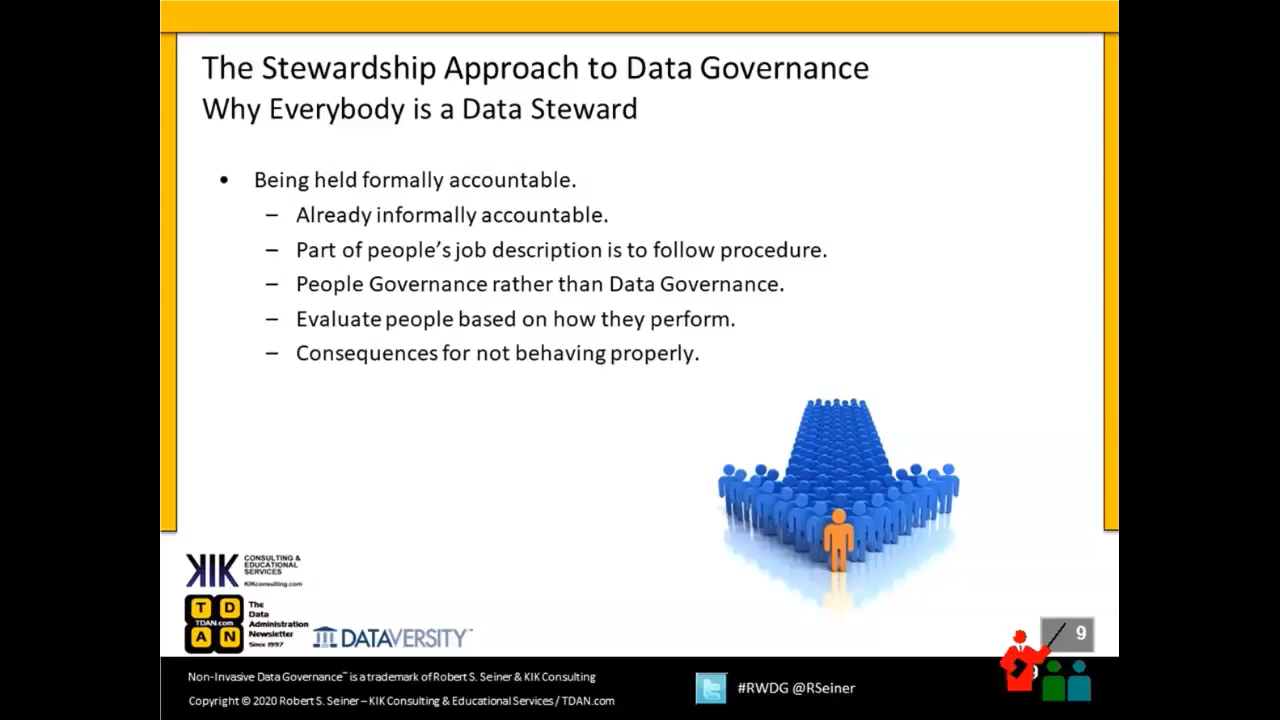 The Stewardship Approach to Data Governance
Why Everybody is a Data Steward
• Being held formally accountable.
– Already informally accountable.
– Part of people's job description is to follow procedure.
– People Governance rather than Data Governance.
– Evaluate people based on how they perform.
– Consequences for not behaving properly.
KIK CONSULTING &
EDUCATIONAL
SERVICES
KIKconsulting.com
T D
TDAN.com
A N
The
Data
Administration
Newsletter
Since 1997
DATAVERSITY™
9
9
Non-Invasive Data Governance™ is a trademark of Robert S. Seiner & KIK Consulting
Copyright © 2020 Robert S. Seiner – KIK Consulting & Educational Services / TDAN.com
#RWDG @RSeiner